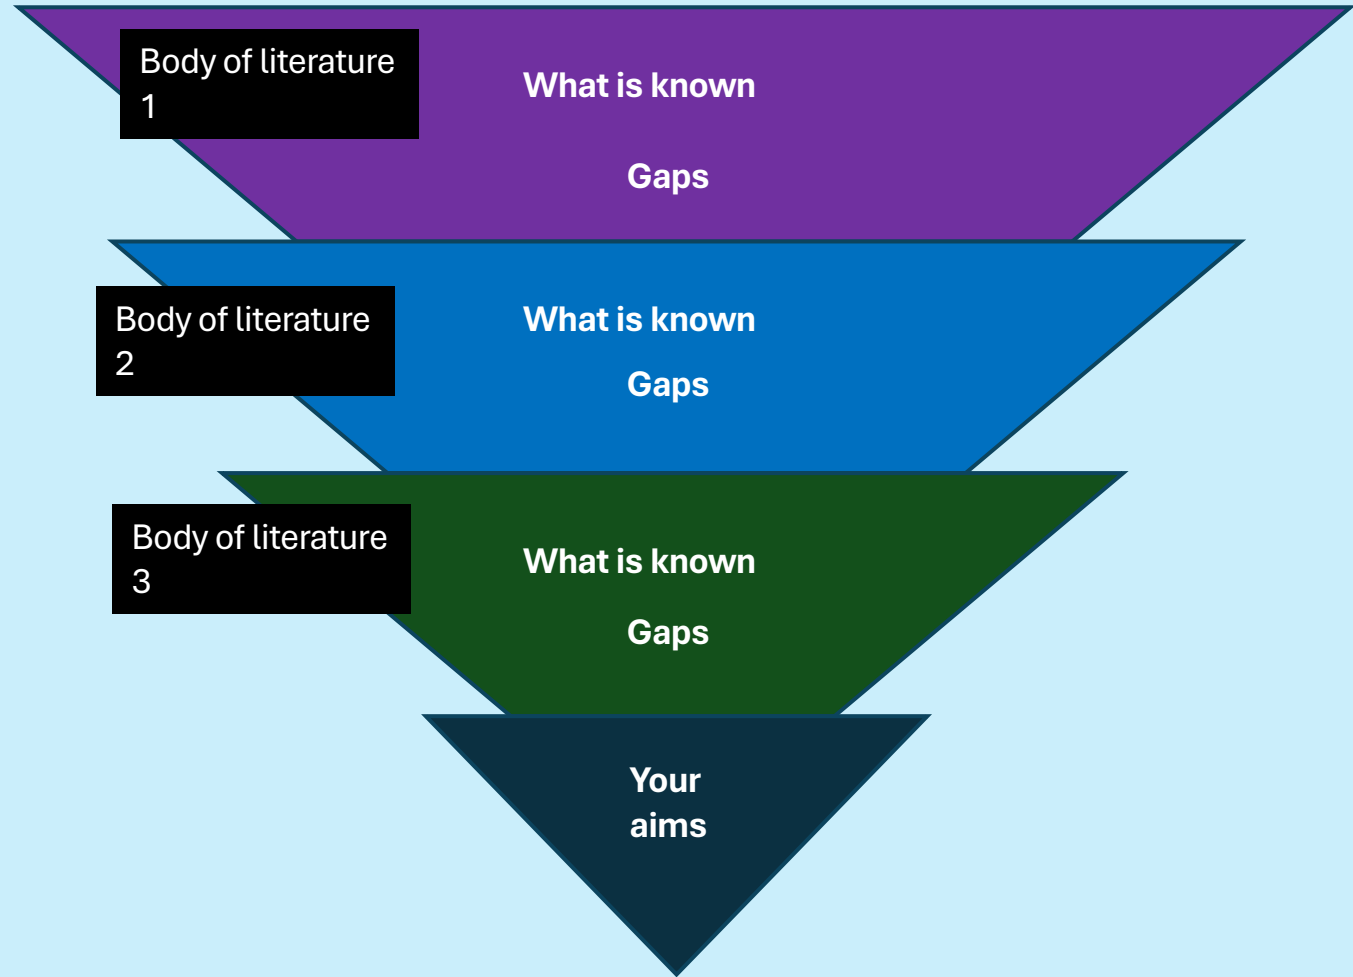 Body of literature
1
What is known
Gaps
Body of literature
2
What is known
Gaps
Body of literature
3
What is known
Gaps
Your
aims